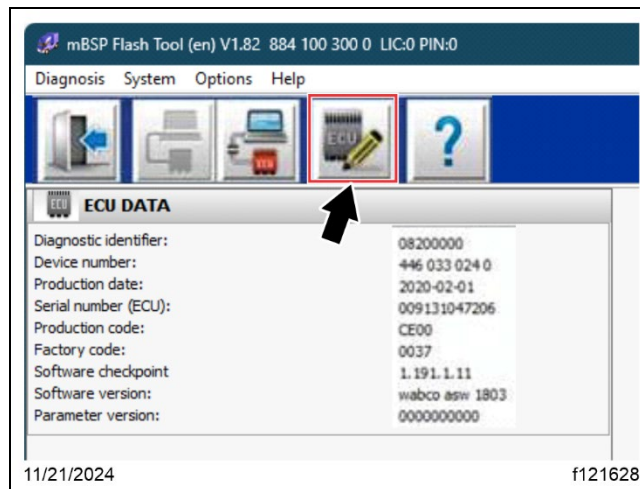 mBSP Flash Tool (en) V1.82 884 100 300 0 LIC:0 PIN:0
Diagnosis System Options Help
ECU ECU ?
ECU ECU DATA
Diagnostic identifier: 08200000
Device number: 446 033 024 0
Production date: 2020-02-01
Serial number (ECU): 009131047206
Production code: CE00
Factory code: 0037
Software checkpoint 1.191.1.11
Software version: wabco asw 1803
Parameter version: 0000000000
11/21/2024 f121628